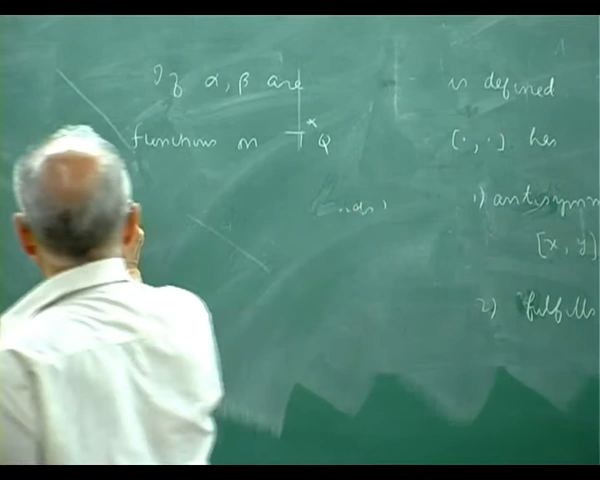 If α, β are
functions on T*Q
is defined
[·, ·] has
1) antisymm
[x, y]
2) fulfills